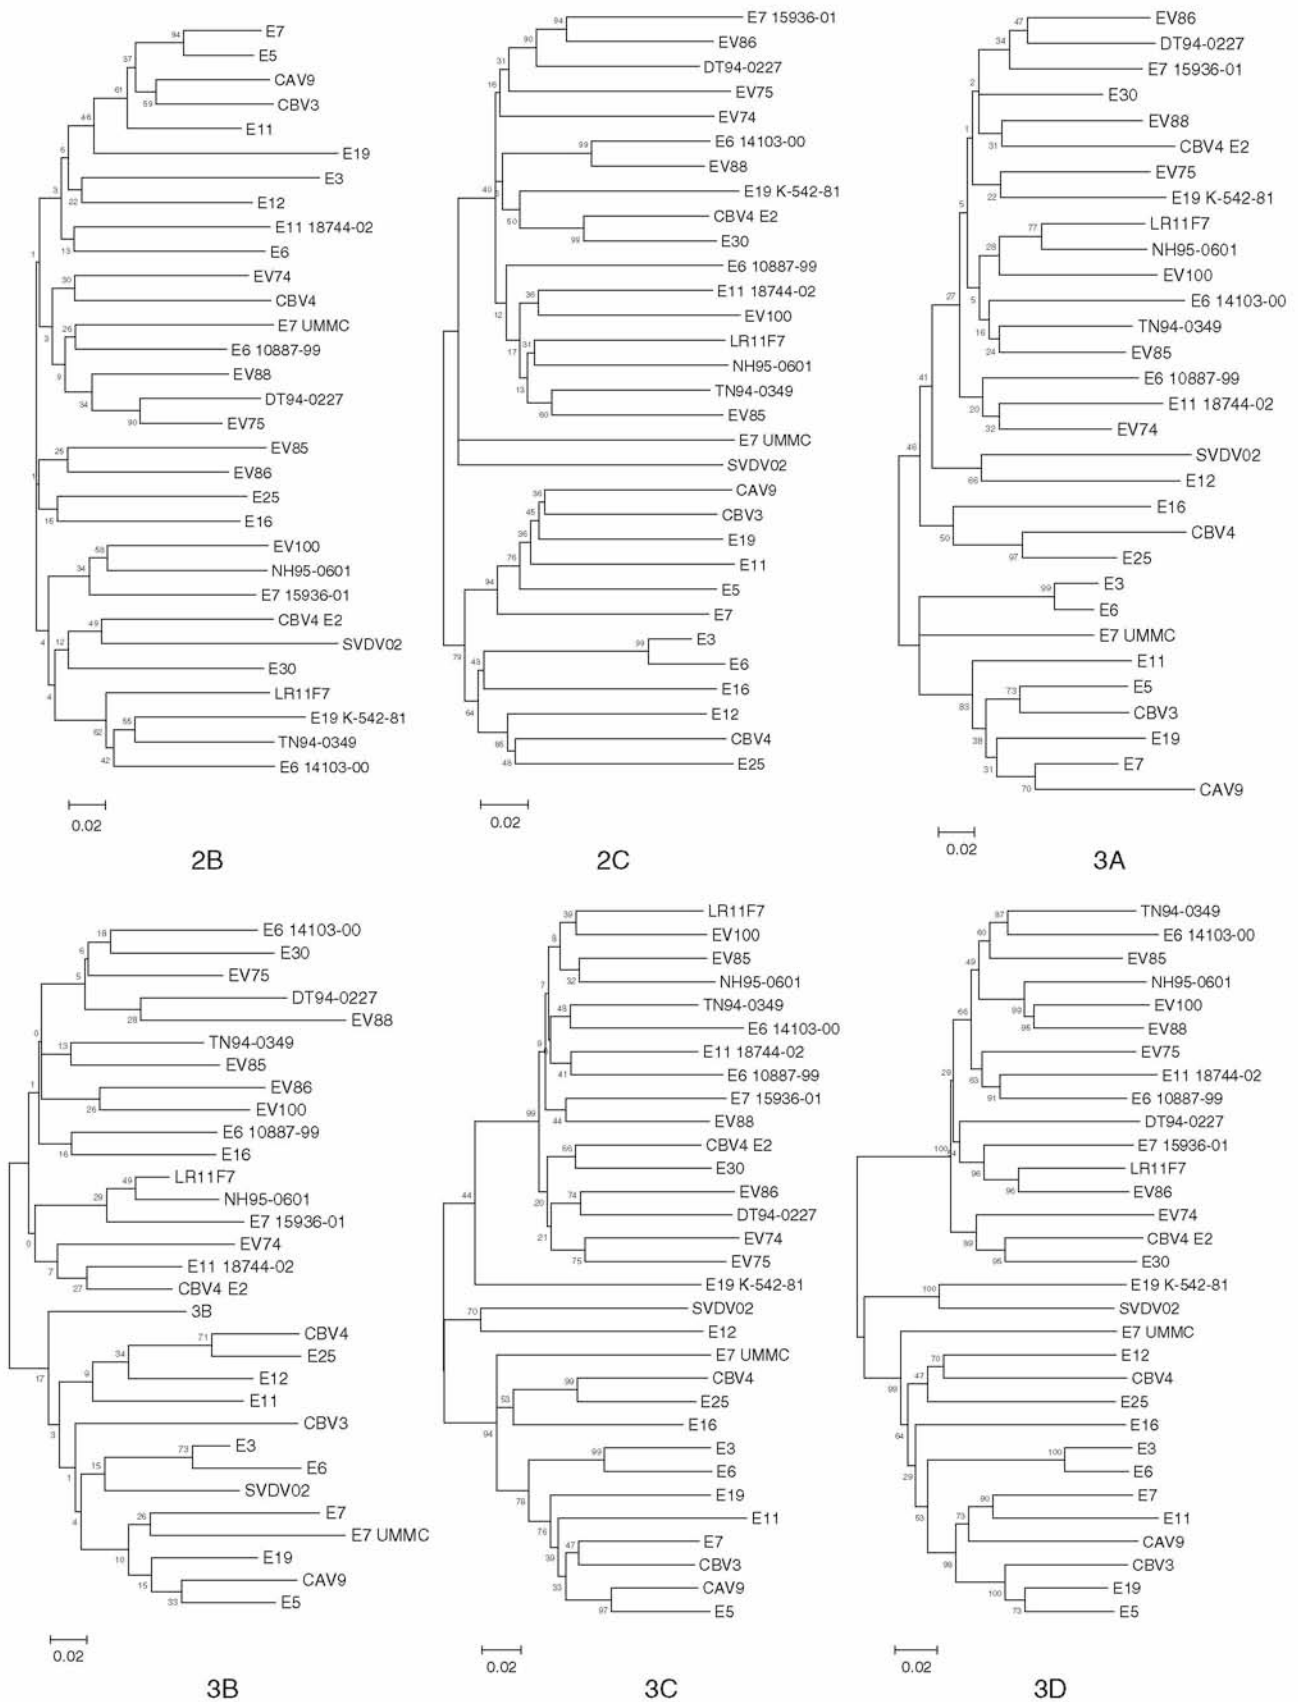 E7
E5
CAV9
CBV3
E11
E19
E3
E12
E11 18744-02
E6
EV74
CBV4
E7 UMMC
E6 10887-99
EV88
DT94-0227
EV75
EV85
EV86
E25
E16
EV100
NH95-0601
E7 15936-01
CBV4 E2
SVDV02
E30
LR11F7
E19 K-542-81
TN94-0349
E6 14103-00
0.02
2B
E7 15936-01
EV86
DT94-0227
EV75
EV74
E6 14103-00
EV88
E19 K-542-81
CBV4 E2
E30
E6 10887-99
E11 18744-02
EV100
LR11F7
NH95-0601
TN94-0349
EV85
E7 UMMC
SVDV02
CAV9
CBV3
E19
E11
E5
E7
E3
E6
E16
E12
CBV4
E25
0.02
2C
EV86
DT94-0227
E7 15936-01
E30
EV88
CBV4 E2
EV75
E19 K-542-81
LR11F7
NH95-0601
EV100
E6 14103-00
TN94-0349
EV85
E6 10887-99
E11 18744-02
EV74
SVDV02
E12
E16
CBV4
E25
E3
E6
E7 UMMC
E11
E5
CBV3
E19
E7
CAV9
0.02
3A
E6 14103-00
E30
EV75
DT94-0227
EV88
TN94-0349
EV85
EV86
EV100
E6 10887-99
E16
LR11F7
NH95-0601
E7 15936-01
EV74
E11 18744-02
CBV4 E2
3B
CBV4
E25
E12
E11
CBV3
E3
E6
SVDV02
E7
E7 UMMC
E19
CAV9
E5
0.02
3B
LR11F7
EV100
EV85
NH95-0601
TN94-0349
E6 14103-00
E11 18744-02
E6 10887-99
E7 15936-01
EV88
CBV4 E2
E30
EV86
DT94-0227
EV74
EV75
E19 K-542-81
SVDV02
E12
E7 UMMC
CBV4
E25
E16
E3
E6
E19
E11
E7
CBV3
CAV9
E5
0.02
3C
TN94-0349
E6 14103-00
EV85
NH95-0601
EV100
EV88
EV75
E11 18744-02
E6 10887-99
DT94-0227
E7 15936-01
LR11F7
EV86
EV74
CBV4 E2
E30
E19 K-542-81
SVDV02
E7 UMMC
E12
CBV4
E25
E16
E3
E6
E7
E11
CAV9
CBV3
E19
E5
0.02
3D